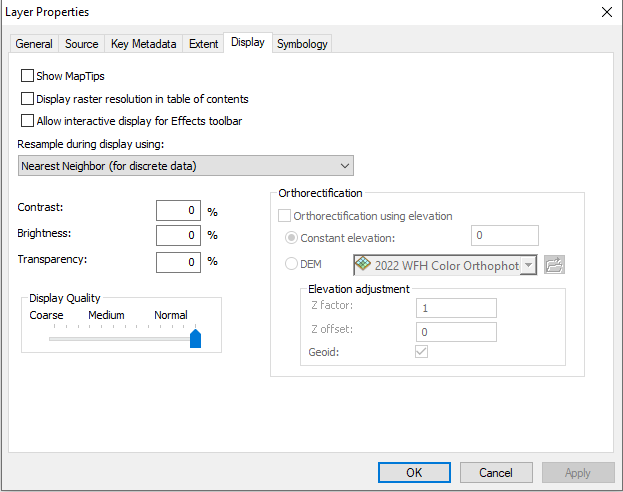 Layer Properties
General Source Key Metadata Extent Display Symbology
Show MapTips
Display raster resolution in table of contents
Allow interactive display for Effects toolbar
Resample during display using:
Nearest Neighbor (for discrete data)
Contrast: 0 %
Brightness: 0 %
Transparency: 0 %
Display Quality
Coarse Medium Normal
Orthorectification
Orthorectification using elevation
Constant elevation: 0
DEM 2022 WFH Color Orthophot
Elevation adjustment
Z factor: 1
Z offset: 0
Geoid:
OK Cancel Apply